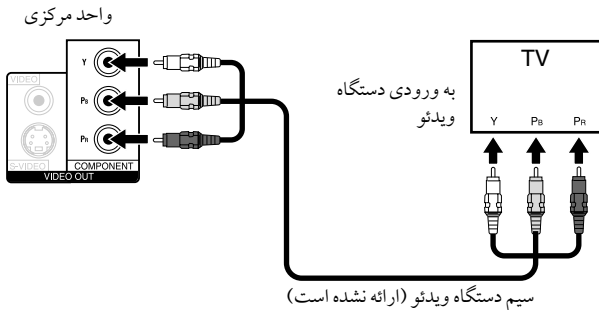 واحد مرکزی
Y
PB
PR
VIDEO
S-VIDEO
COMPONENT
VIDEO OUT
به ورودی دستگاه
ویدئو
TV
Y
PB
PR
سیم دستگاه ویدئو (ارائه نشده است)